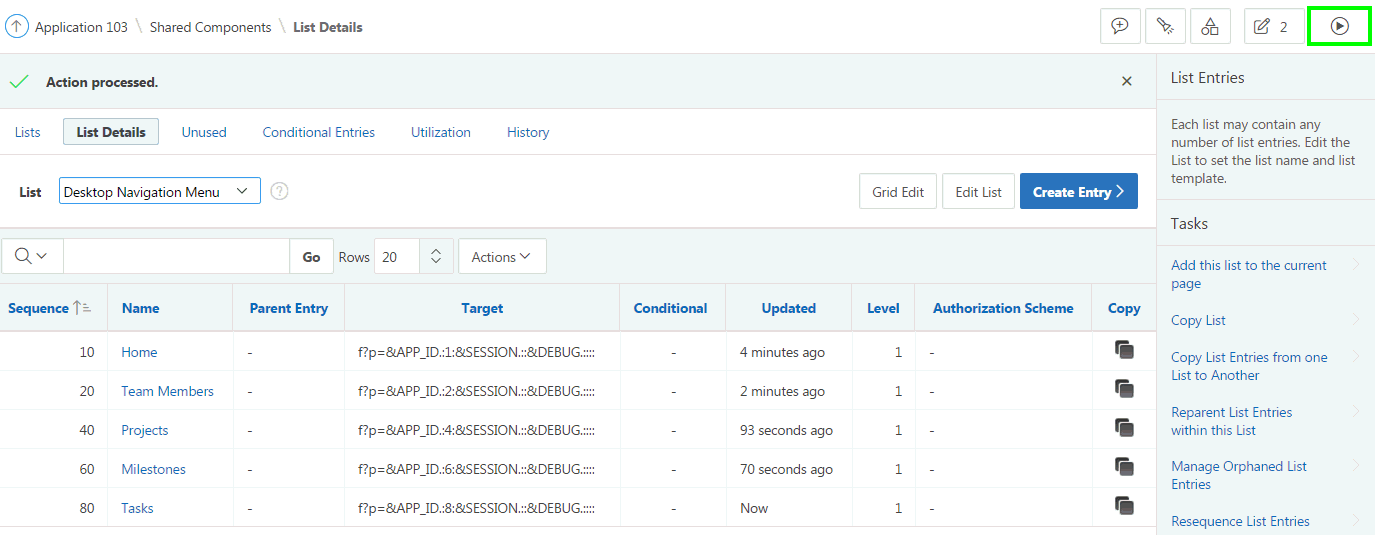 Application 103 \ Shared Components \ List Details
2
Action processed.
Lists List Details Unused Conditional Entries Utilization History
List Desktop Navigation Menu ? Grid Edit Edit List Create Entry
Go Rows 20 Actions
Sequence Name Parent Entry Target Conditional Updated Level Authorization Scheme Copy
10 Home - f?p=&APP_ID.:1:&SESSION.::&DEBUG.:::: - 4 minutes ago 1 -
20 Team Members - f?p=&APP_ID.:2:&SESSION.::&DEBUG.:::: - 2 minutes ago 1 -
40 Projects - f?p=&APP_ID.:4:&SESSION.::&DEBUG.:::: - 93 seconds ago 1 -
60 Milestones - f?p=&APP_ID.:6:&SESSION.::&DEBUG.:::: - 70 seconds ago 1 -
80 Tasks - f?p=&APP_ID.:8:&SESSION.::&DEBUG.:::: - Now 1 -
List Entries
Each list may contain any
number of list entries. Edit the
List to set the list name and list
template.
Tasks
Add this list to the current
page
Copy List
Copy List Entries from one
List to Another
Reparent List Entries
within this List
Manage Orphaned List
Entries
Resequence List Entries